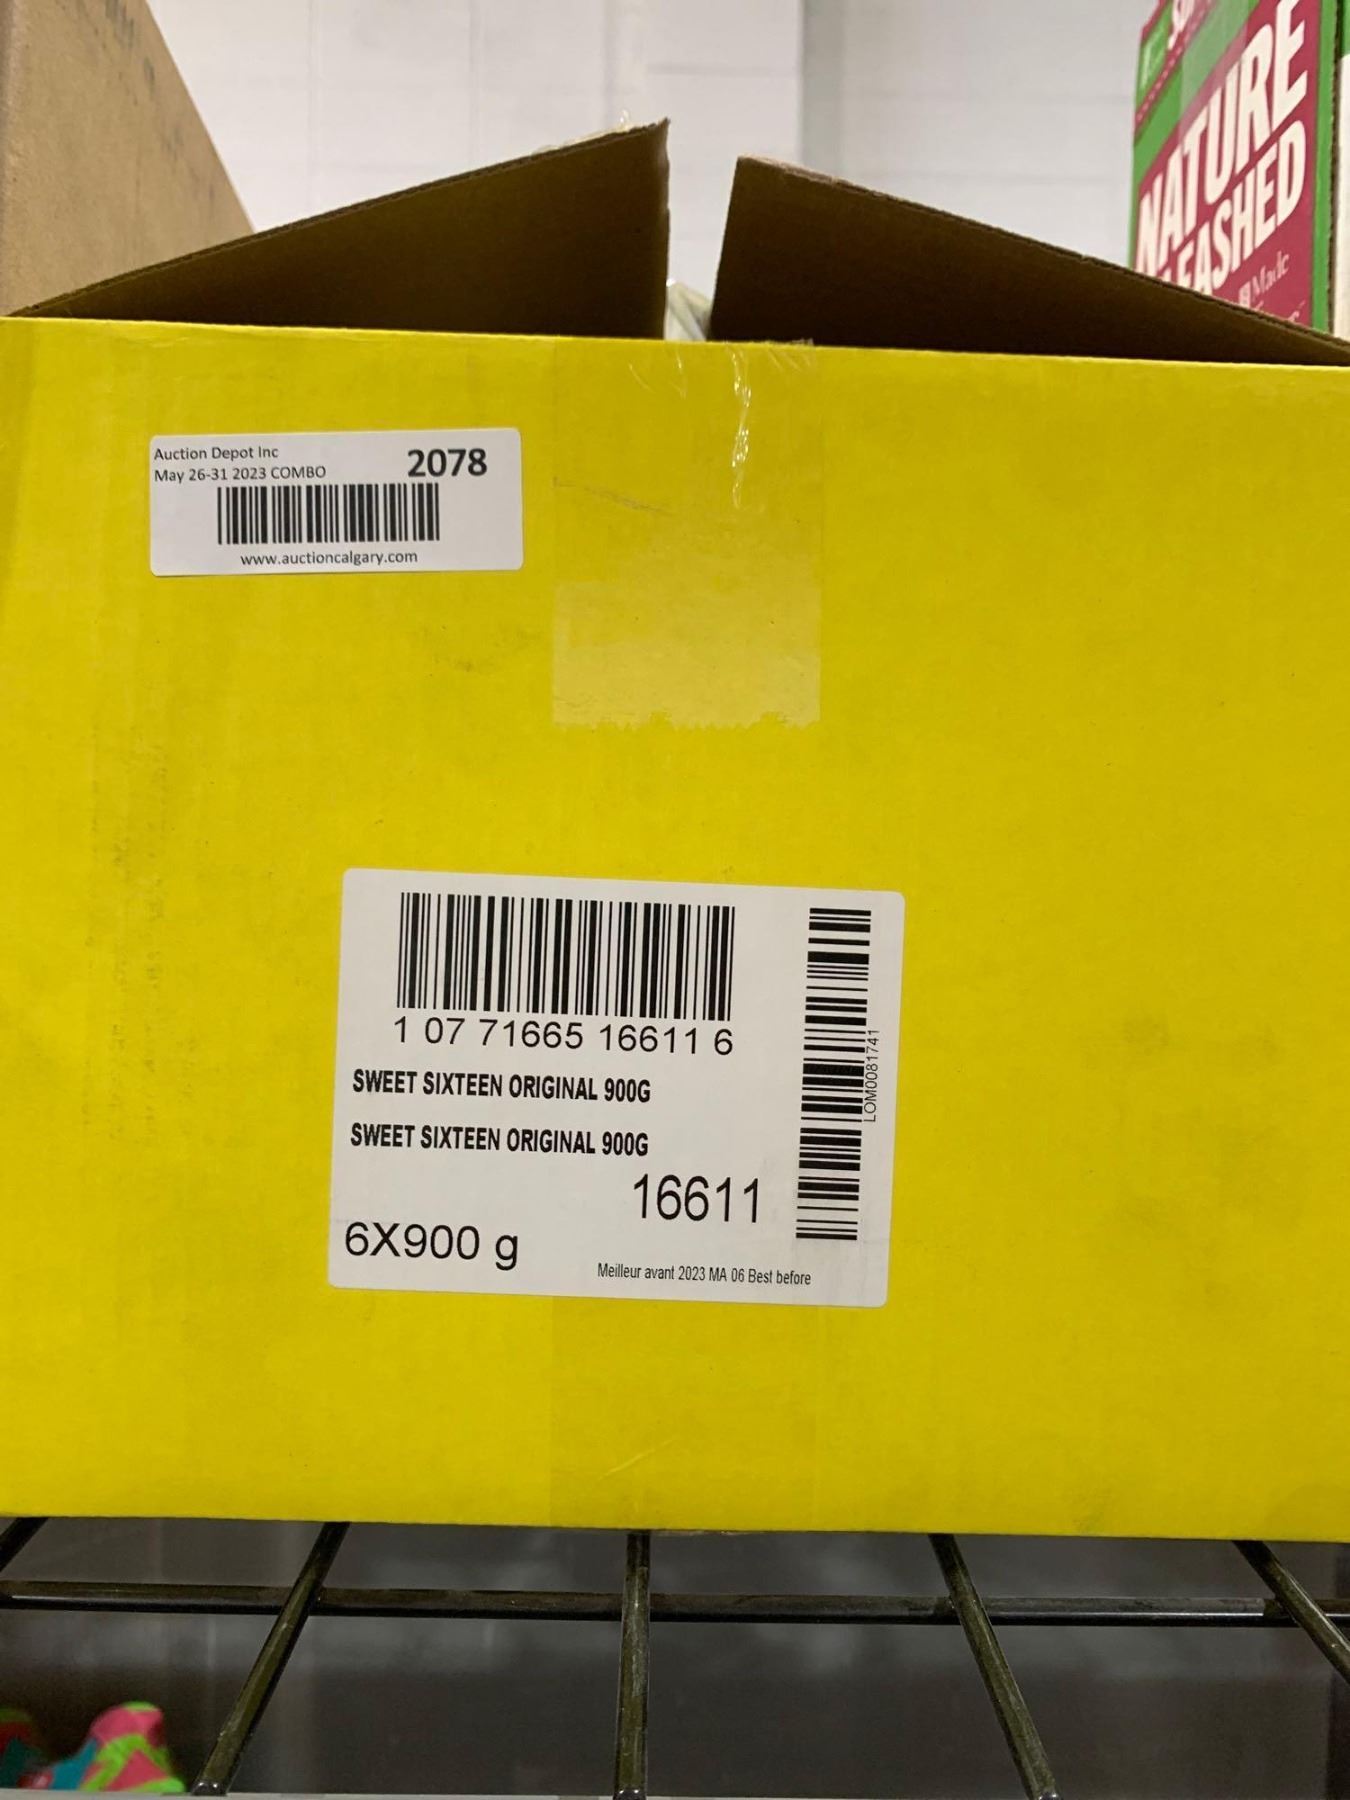 NATURE
LEASHED
Made
Auction Depot Inc
May 26-31 2023 COMBO
2078
www.auctioncalgary.com
1 07 71665 16611 6
SWEET SIXTEEN ORIGINAL 900G
SWEET SIXTEEN ORIGINAL 900G
16611
6X900 g
Meilleur avant 2023 MA 06 Best before
LOM0081741